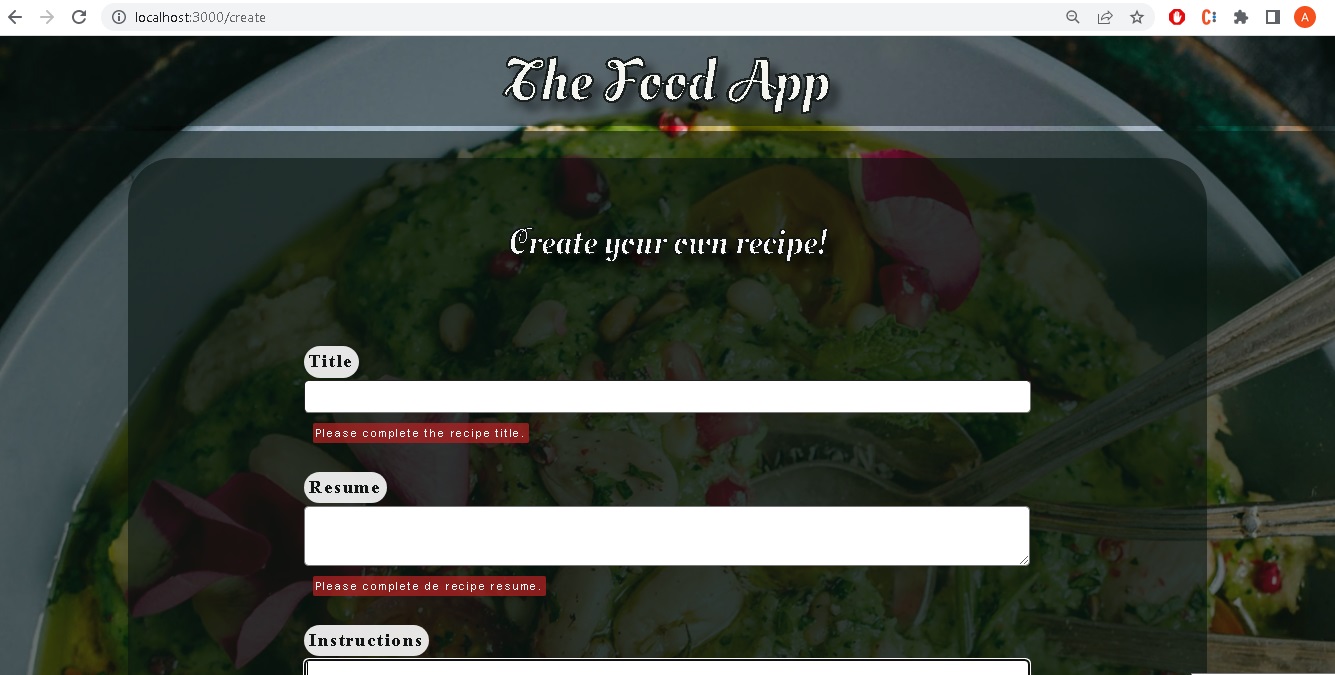 localhost:3000/create
A
The Food App
Create your own recipe!
Title
Please complete the recipe title.
Resume
Please complete de recipe resume.
Instructions